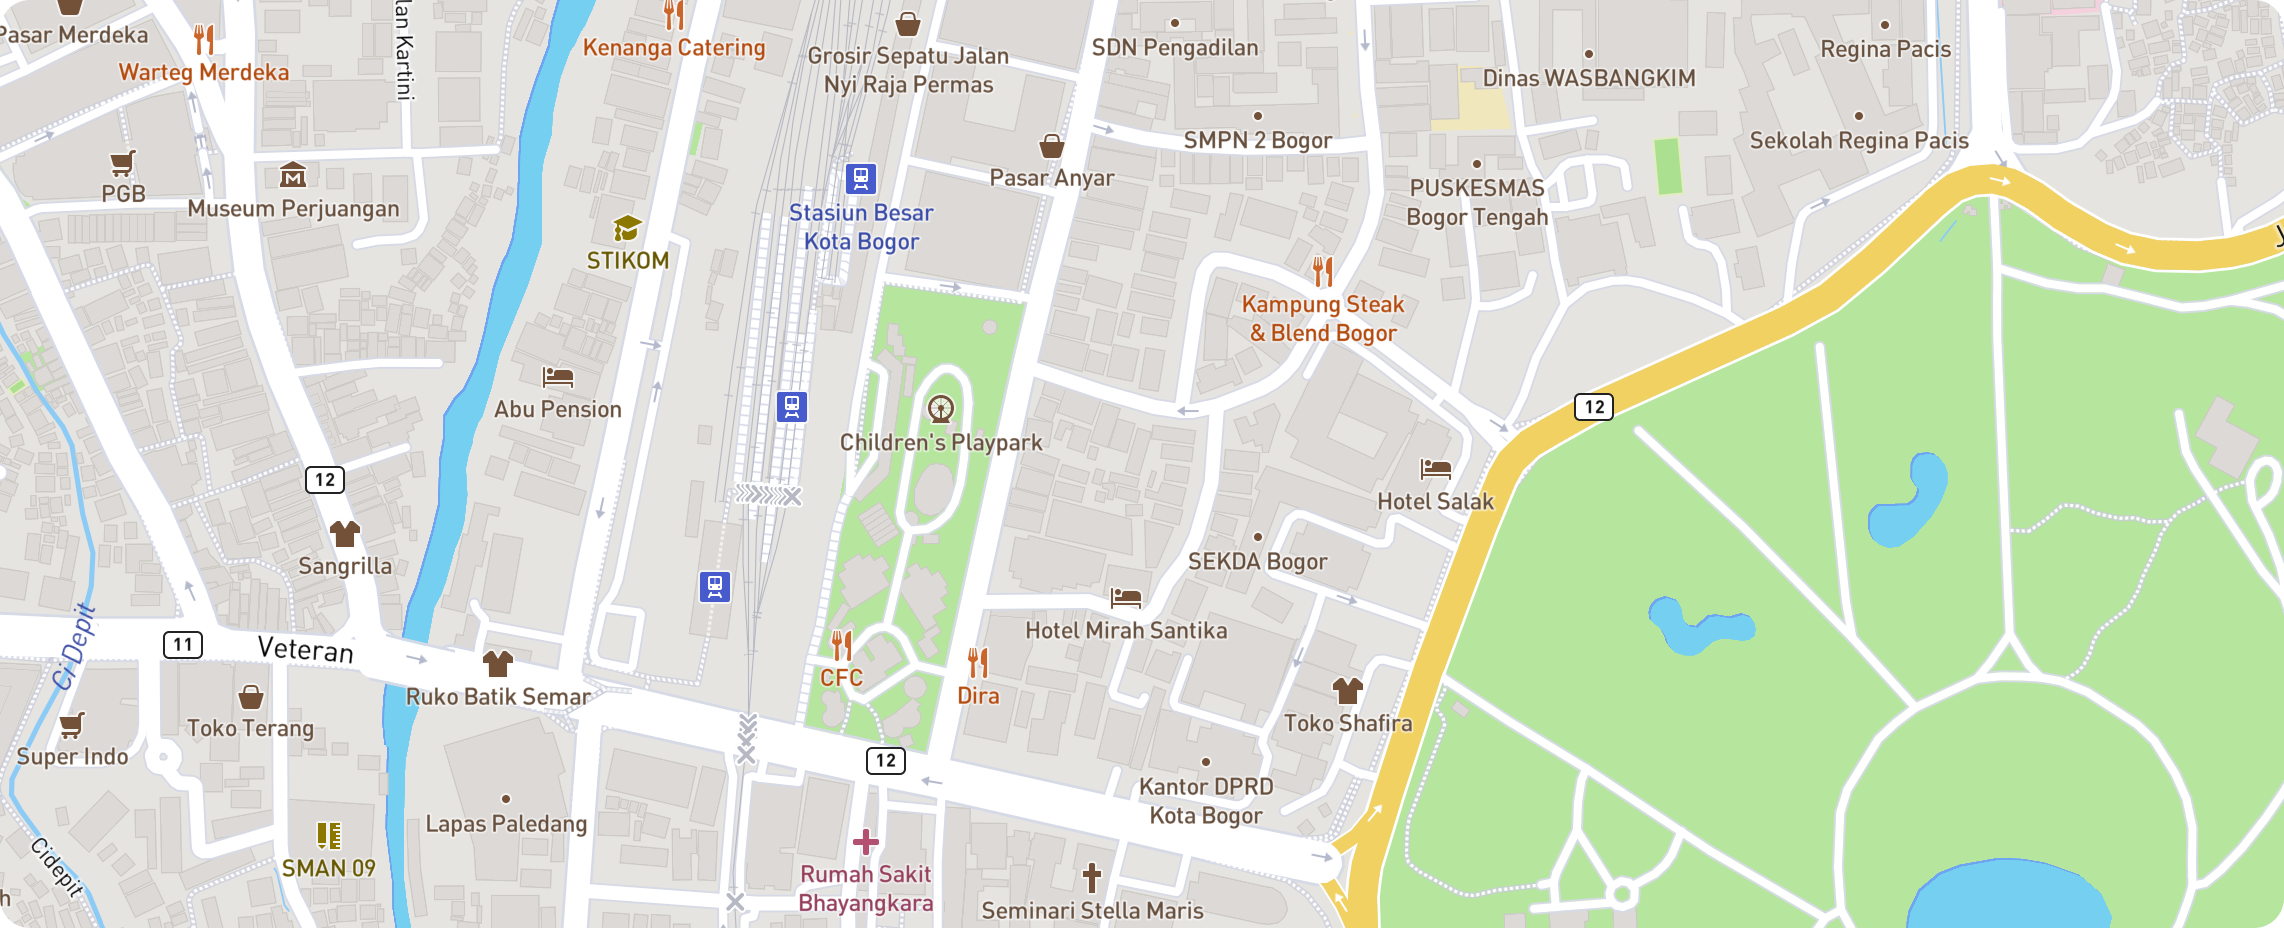 Pasar Merdeka
Warteg Merdeka
lan Kartini
Kenanga Catering
Grosir Sepatu Jalan
Nyi Raja Permas
SDN Pengadilan
Dinas WASBANGKIM
Regina Pacis
SMPN 2 Bogor
Sekolah Regina Pacis
PGB
Museum Perjuangan
Pasar Anyar
PUSKESMAS
Bogor Tengah
Stasiun Besar
Kota Bogor
STIKOM
Kampung Steak
& Blend Bogor
Abu Pension
Children's Playpark
12
12
Hotel Salak
Sangrilla
SEKDA Bogor
Ci Depit
11
Veteran
Hotel Mirah Santika
CFC
Dira
Ruko Batik Semar
Toko Terang
Toko Shafira
Super Indo
12
Kantor DPRD
Kota Bogor
Lapas Paledang
Cidepit
SMAN 09
Rumah Sakit
Bhayangkara
Seminari Stella Maris